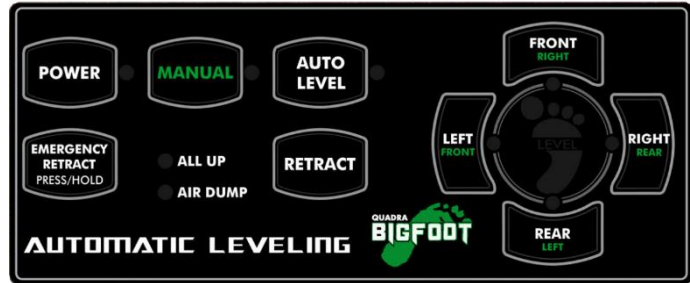 POWER
MANUAL
AUTO
LEVEL
FRONT
RIGHT
EMERGENCY
RETRACT
PRESS/HOLD
ALL UP
AIR DUMP
RETRACT
LEFT
FRONT
LEVEL
RIGHT
REAR
REAR
LEFT
AUTOMATIC LEVELING
QUADRA
BIGFOOT